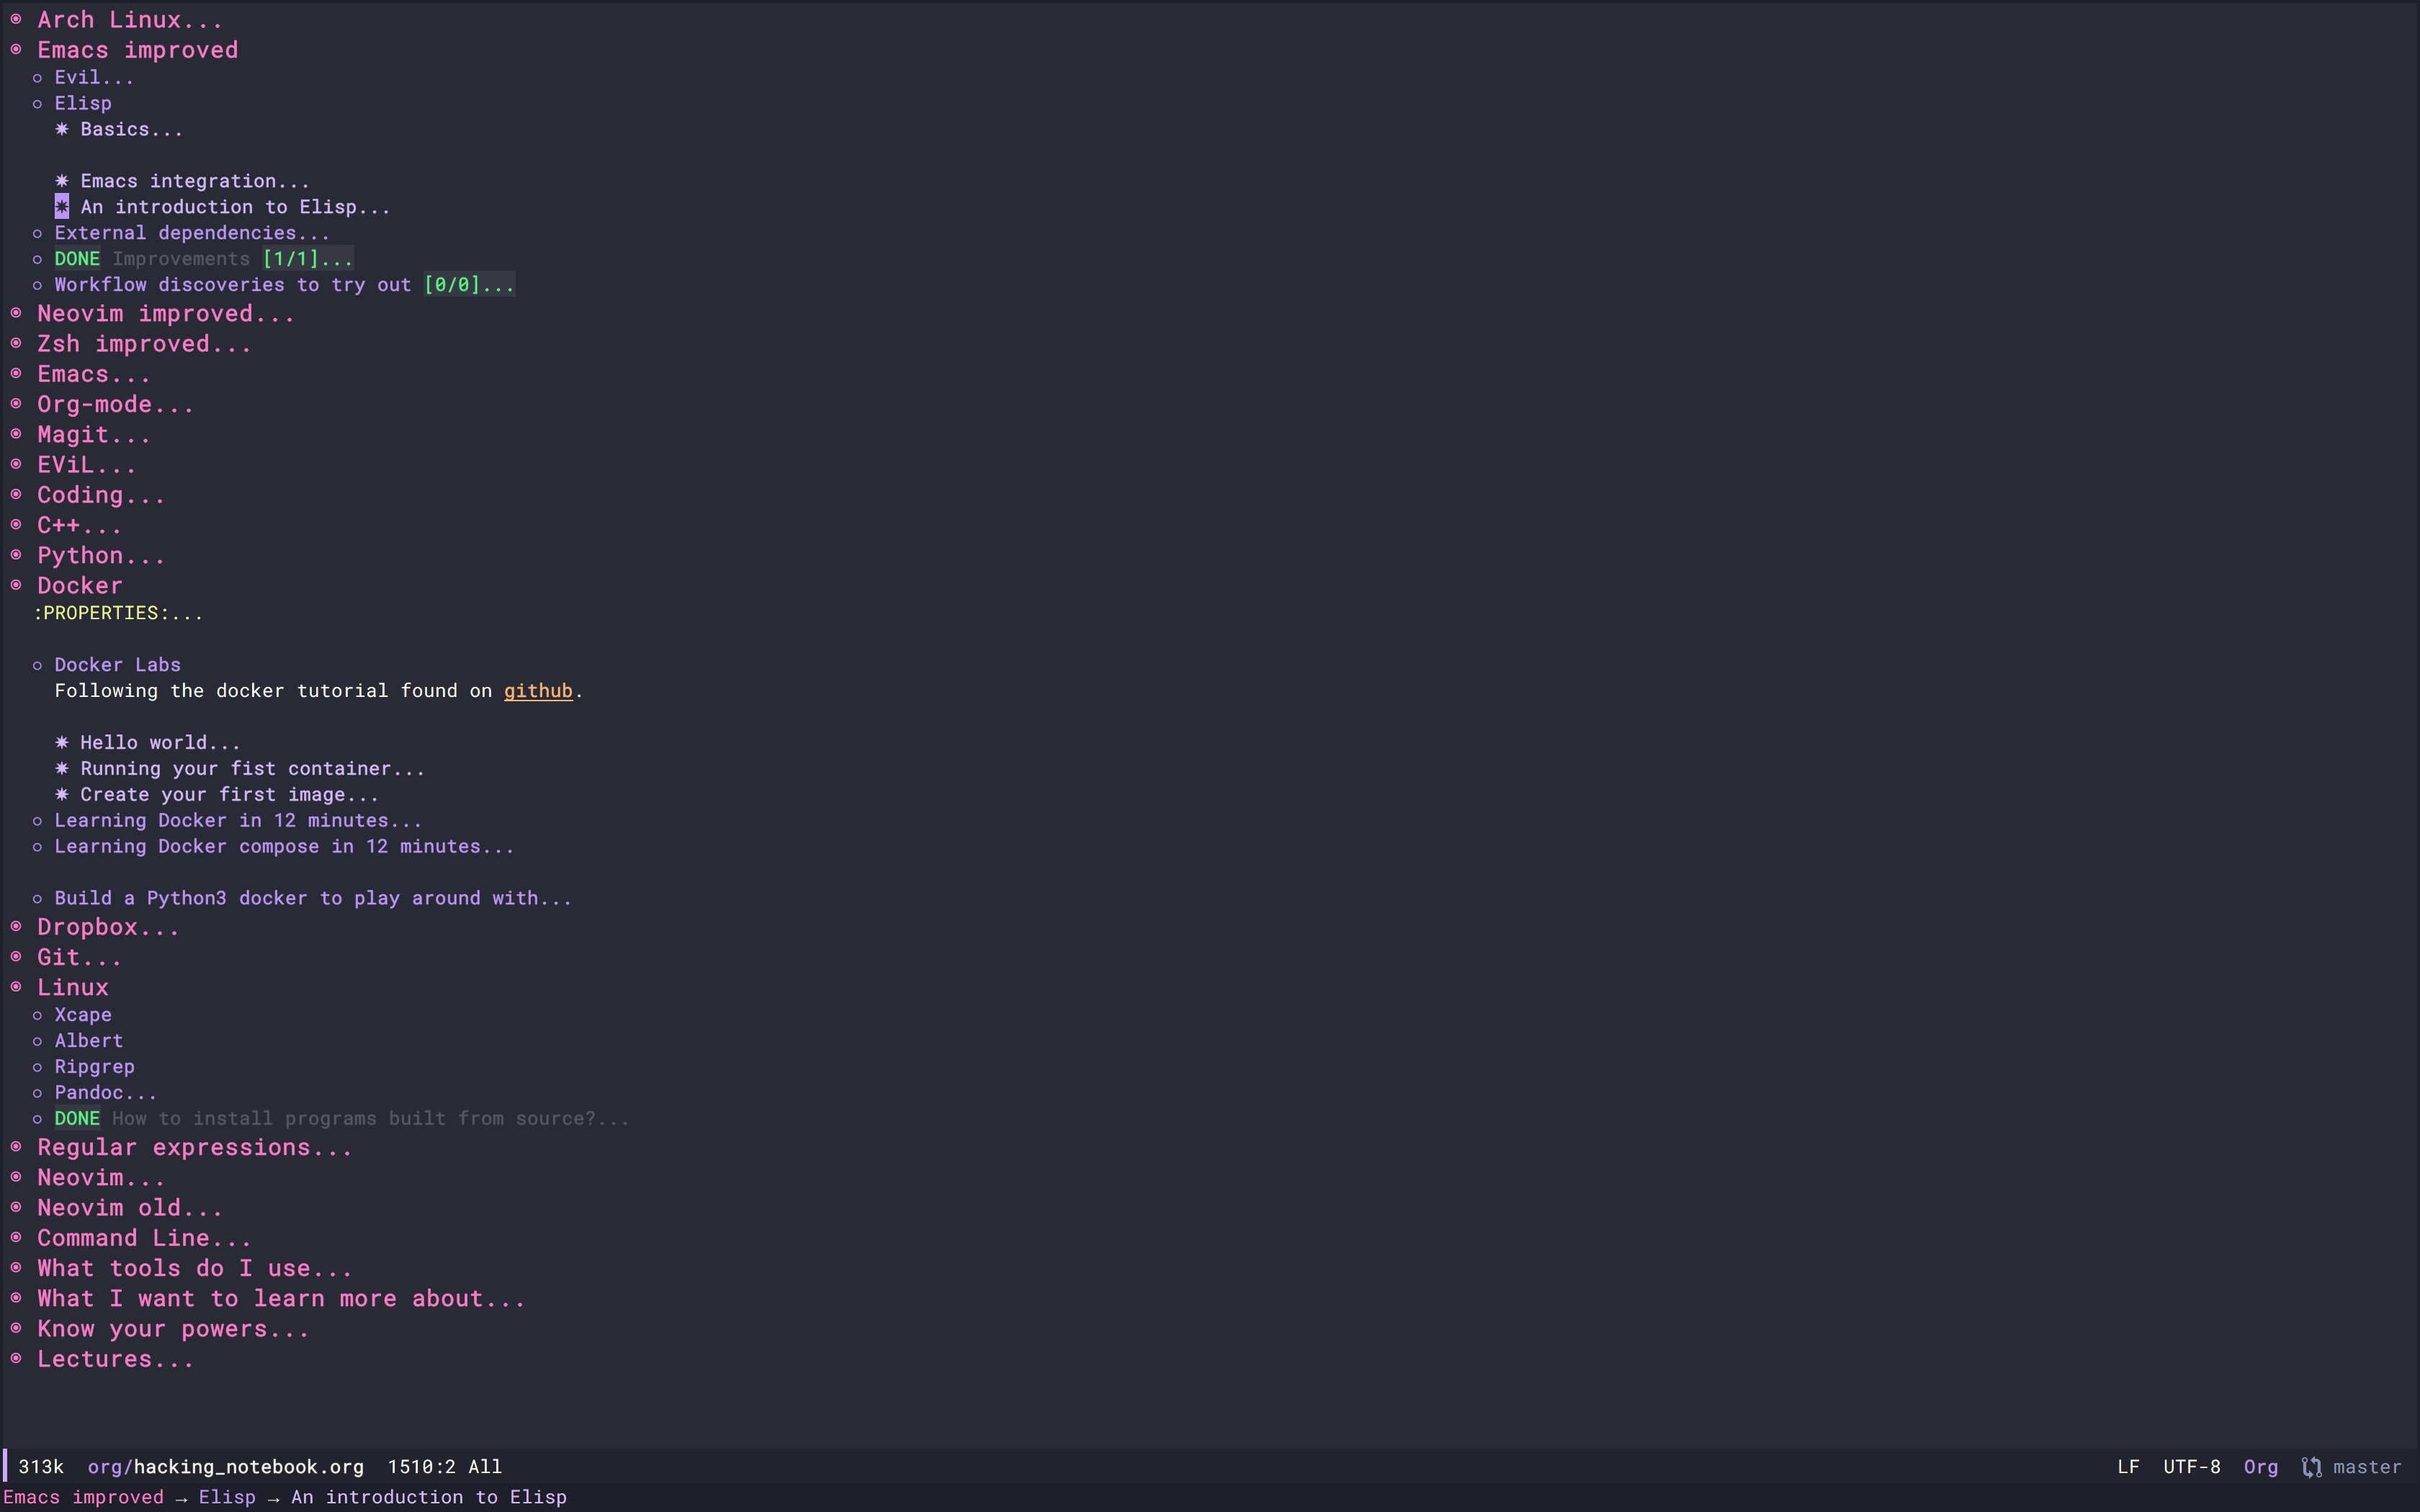 Arch Linux...
Emacs improved
Evil...
Elisp
Basics...
Emacs integration...
An introduction to Elisp...
External dependencies...
DONE Improvements [1/1]...
Workflow discoveries to try out [0/0]...
Neovim improved...
Zsh improved...
Emacs...
Org-mode...
Magit...
EViL...
Coding...
C++...
Python...
Docker
:PROPERTIES:...
Docker Labs
Following the docker tutorial found on github.
Hello world...
Running your fist container...
Create your first image...
Learning Docker in 12 minutes...
Learning Docker compose in 12 minutes...
Build a Python3 docker to play around with...
Dropbox...
Git...
Linux
Xcape
Albert
Ripgrep
Pandoc...
DONE How to install programs built from source?...
Regular expressions...
Neovim...
Neovim old...
Command Line...
What tools do I use...
What I want to learn more about...
Know your powers...
Lectures...
313k org/hacking_notebook.org 1510:2 All LF UTF-8 Org master
Emacs improved → Elisp → An introduction to Elisp